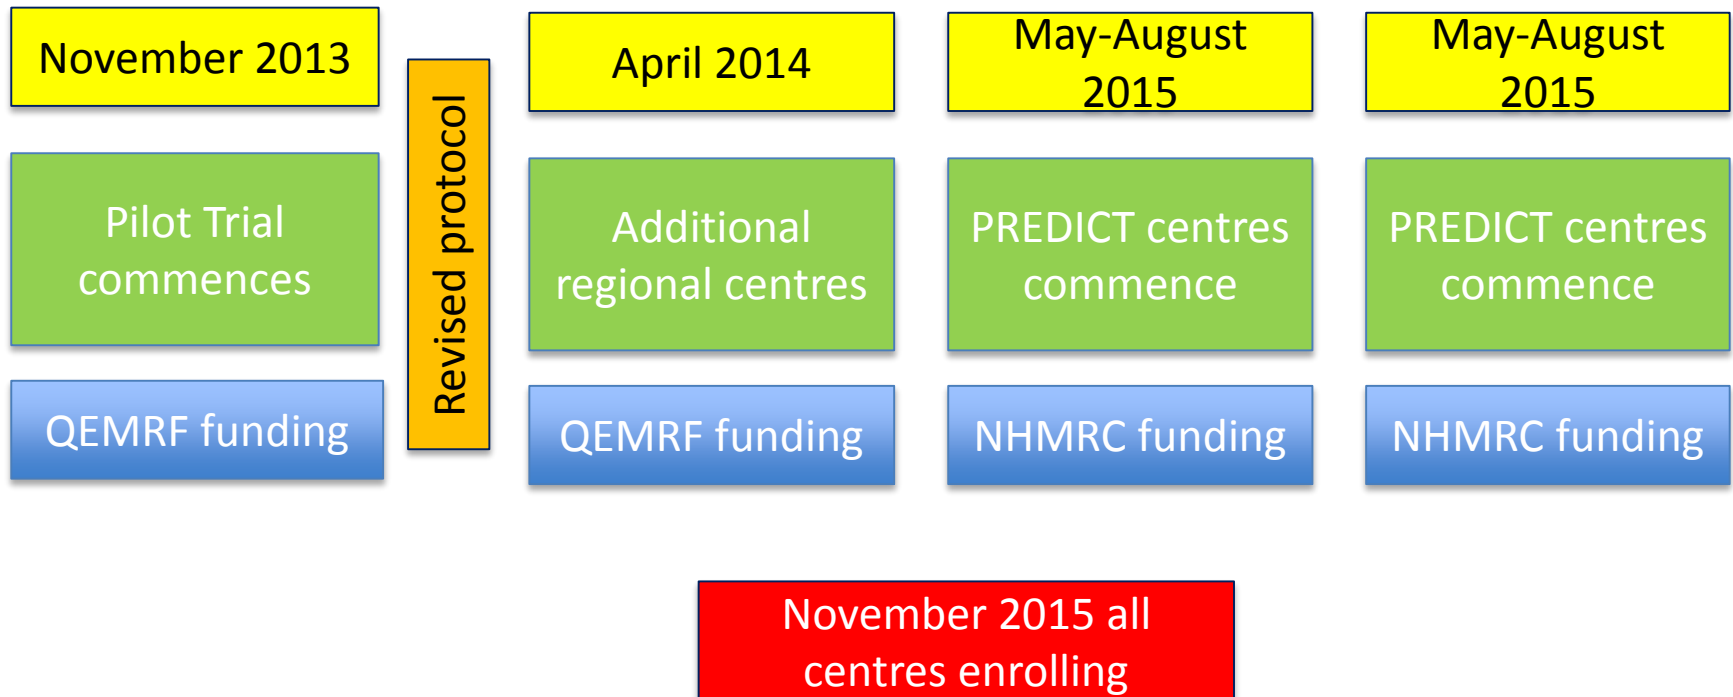 November 2013
Pilot Trial
commences
QEMRF funding
Revised protocol
April 2014
Additional
regional centres
QEMRF funding
May-August
2015
PREDICT centres
commence
NHMRC funding
May-August
2015
PREDICT centres
commence
NHMRC funding
November 2015 all
centres enrolling